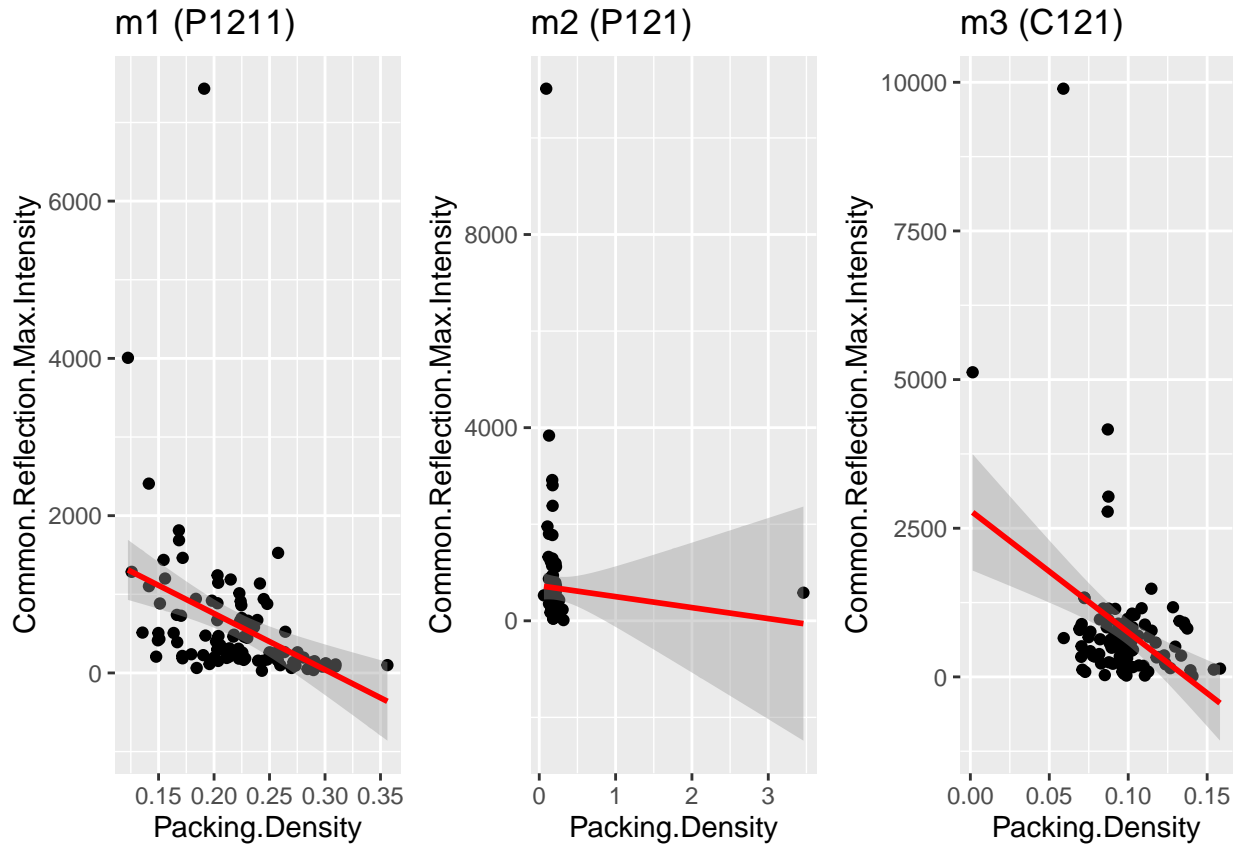 m1 (P1211)
Common.Reflection.Max.Intensity
6000
4000
2000
0
0.15 0.20 0.25 0.30 0.35
Packing.Density
m2 (P121)
Common.Reflection.Max.Intensity
8000
4000
0
0 1 2 3
Packing.Density
m3 (C121)
Common.Reflection.Max.Intensity
10000
7500
5000
2500
0
0.00 0.05 0.10 0.15
Packing.Density